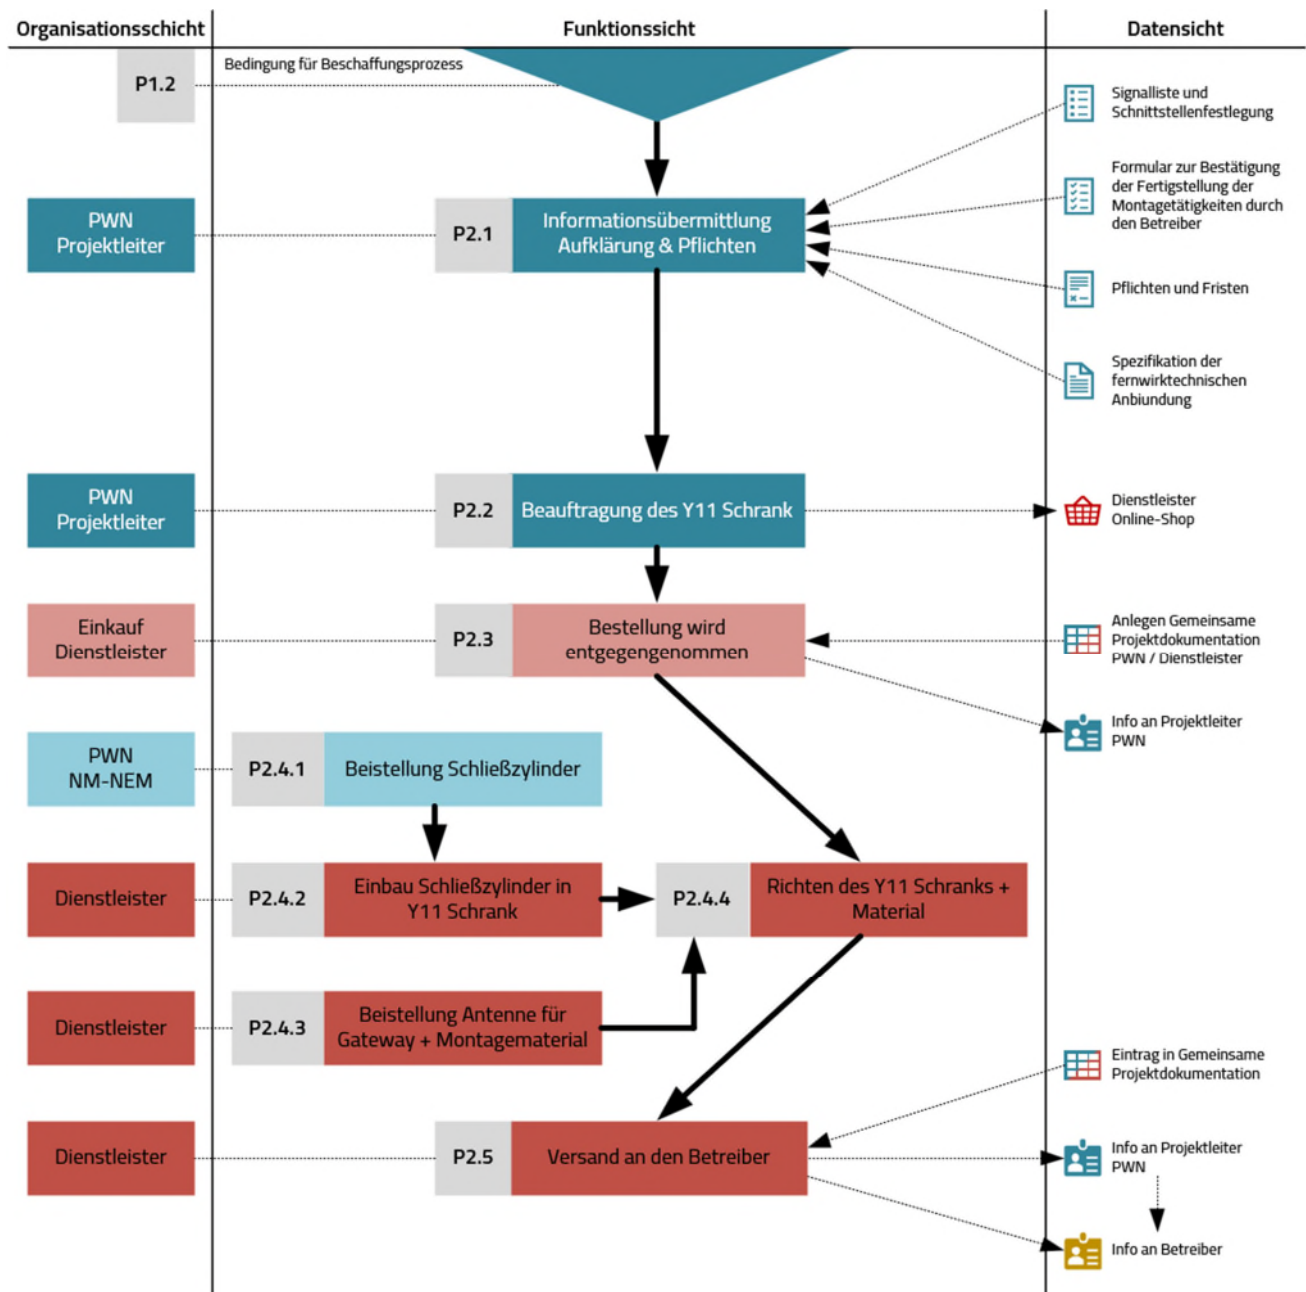 Organisationsschicht
Funktionssicht
Datensicht
P1.2
Bedingung für Beschaffungsprozess
Signalliste und
Schnittstellenfestlegung
Formular zur Bestätigung
der Fertigstellung der
Montagetätigkeiten durch
den Betreiber
PWN
Projektleiter
P2.1
Informationsübermittlung
Aufklärung & Pflichten
Pflichten und Fristen
Spezifikation der
fernwirktechnischen
Anbiundung
PWN
Projektleiter
P2.2
Beauftragung des Y11 Schrank
Dienstleister
Online-Shop
Einkauf
Dienstleister
P2.3
Bestellung wird
entgegengenommen
Anlegen Gemeinsame
Projektdokumentation
PWN / Dienstleister
Info an Projektleiter
PWN
PWN
NM-NEM
P2.4.1
Beistellung Schließzylinder
Dienstleister
P2.4.2
Einbau Schließzylinder in
Y11 Schrank
P2.4.4
Richten des Y11 Schranks +
Material
Dienstleister
P2.4.3
Beistellung Antenne für
Gateway + Montagematerial
Eintrag in Gemeinsame
Projektdokumentation
Dienstleister
P2.5
Versand an den Betreiber
Info an Projektleiter
PWN
Info an Betreiber